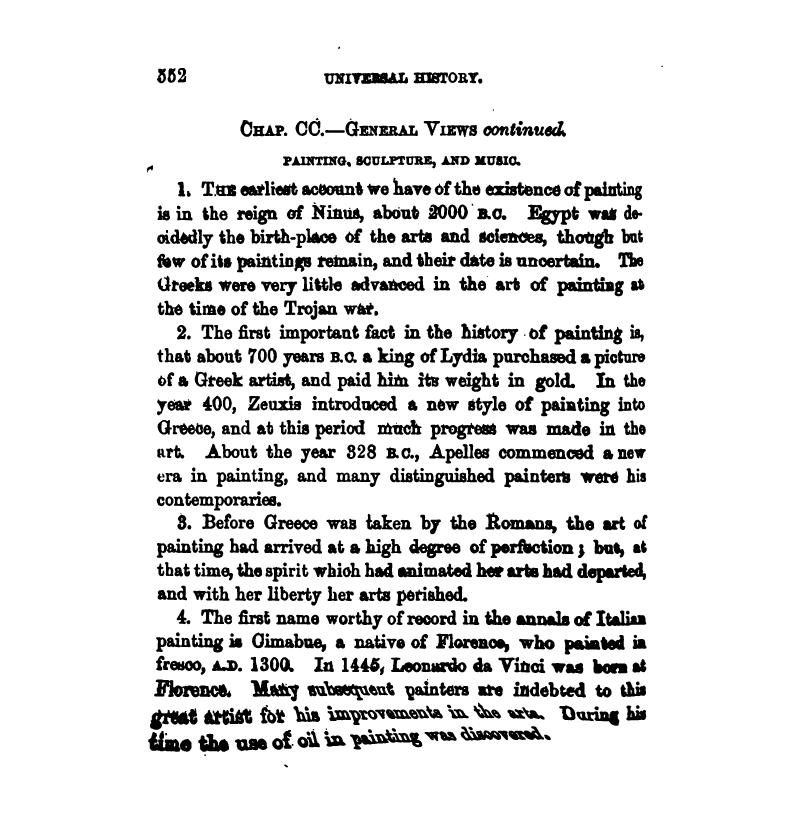 352
UNIVERSAL HISTORY.
CHAP. CC.—GENERAL VIEWS continued.
PAINTING, SCULPTURE, AND MUSIC.
1. THE earliest account we have of the existence of painting
is in the reign of Ninus, about 2000 B.C. Egypt was de-
cidedly the birth-place of the arts and sciences, though but
few of its paintings remain, and their date is uncertain. The
Greeks were very little advanced in the art of painting at
the time of the Trojan war.
2. The first important fact in the history of painting is,
that about 700 years B.C. a king of Lydia purchased a picture
of a Greek artist, and paid him its weight in gold. In the
year 400, Zeuxis introduced a new style of painting into
Greece, and at this period much progress was made in the
art. About the year 328 B.C., Apelles commenced a new
era in painting, and many distinguished painters were his
contemporaries.
3. Before Greece was taken by the Romans, the art of
painting had arrived at a high degree of perfection; but, at
that time, the spirit which had animated her arts had departed,
and with her liberty her arts perished.
4. The first name worthy of record in the annals of Italian
painting is Cimabue, a native of Florence, who painted in
fresco, A.D. 1300. In 1445, Leonardo da Vinci was born at
Florence. Many subsequent painters are indebted to this
great artist for his improvements in the arts. During his
time the use of oil in painting was discovered.